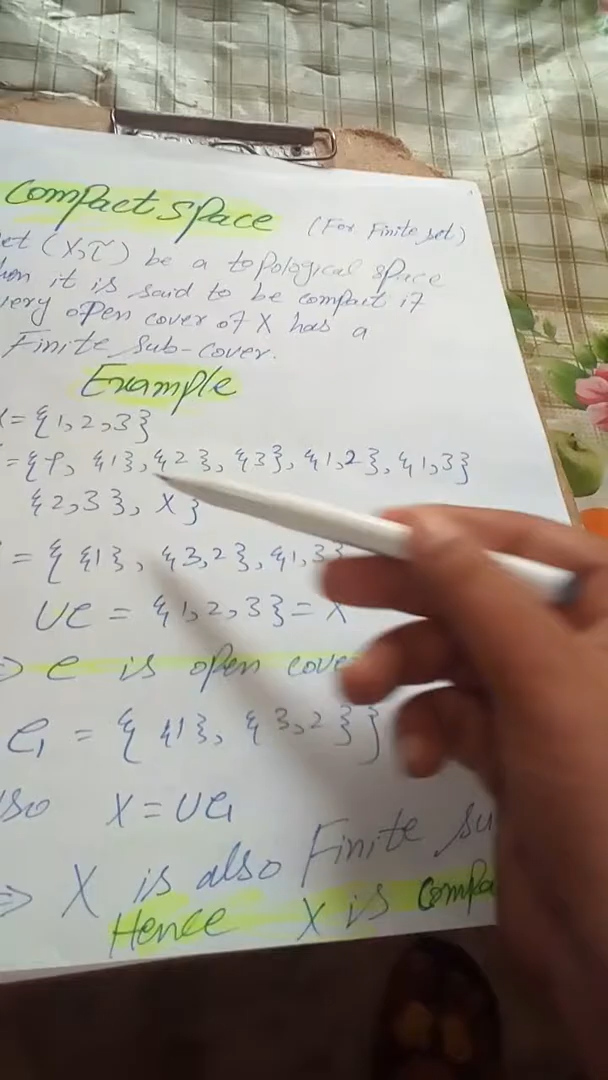 Compact Space (For Finite set)
et (X,τ) be a topological space
hen it is said to be compact if
very open cover of X has a
Finite Sub-cover.
Example
X={1,2,3}
={φ, {1},{2},{3},{1,2},{1,3}
{2,3}, X}
= { {1}, {3,2}, {1,3}
UC = {1,2,3}= X
=> C is open cove
C₁ = { {1}, {3,2} }
lso X = UC₁
=> X is also Finite Su
Hence X is Compa